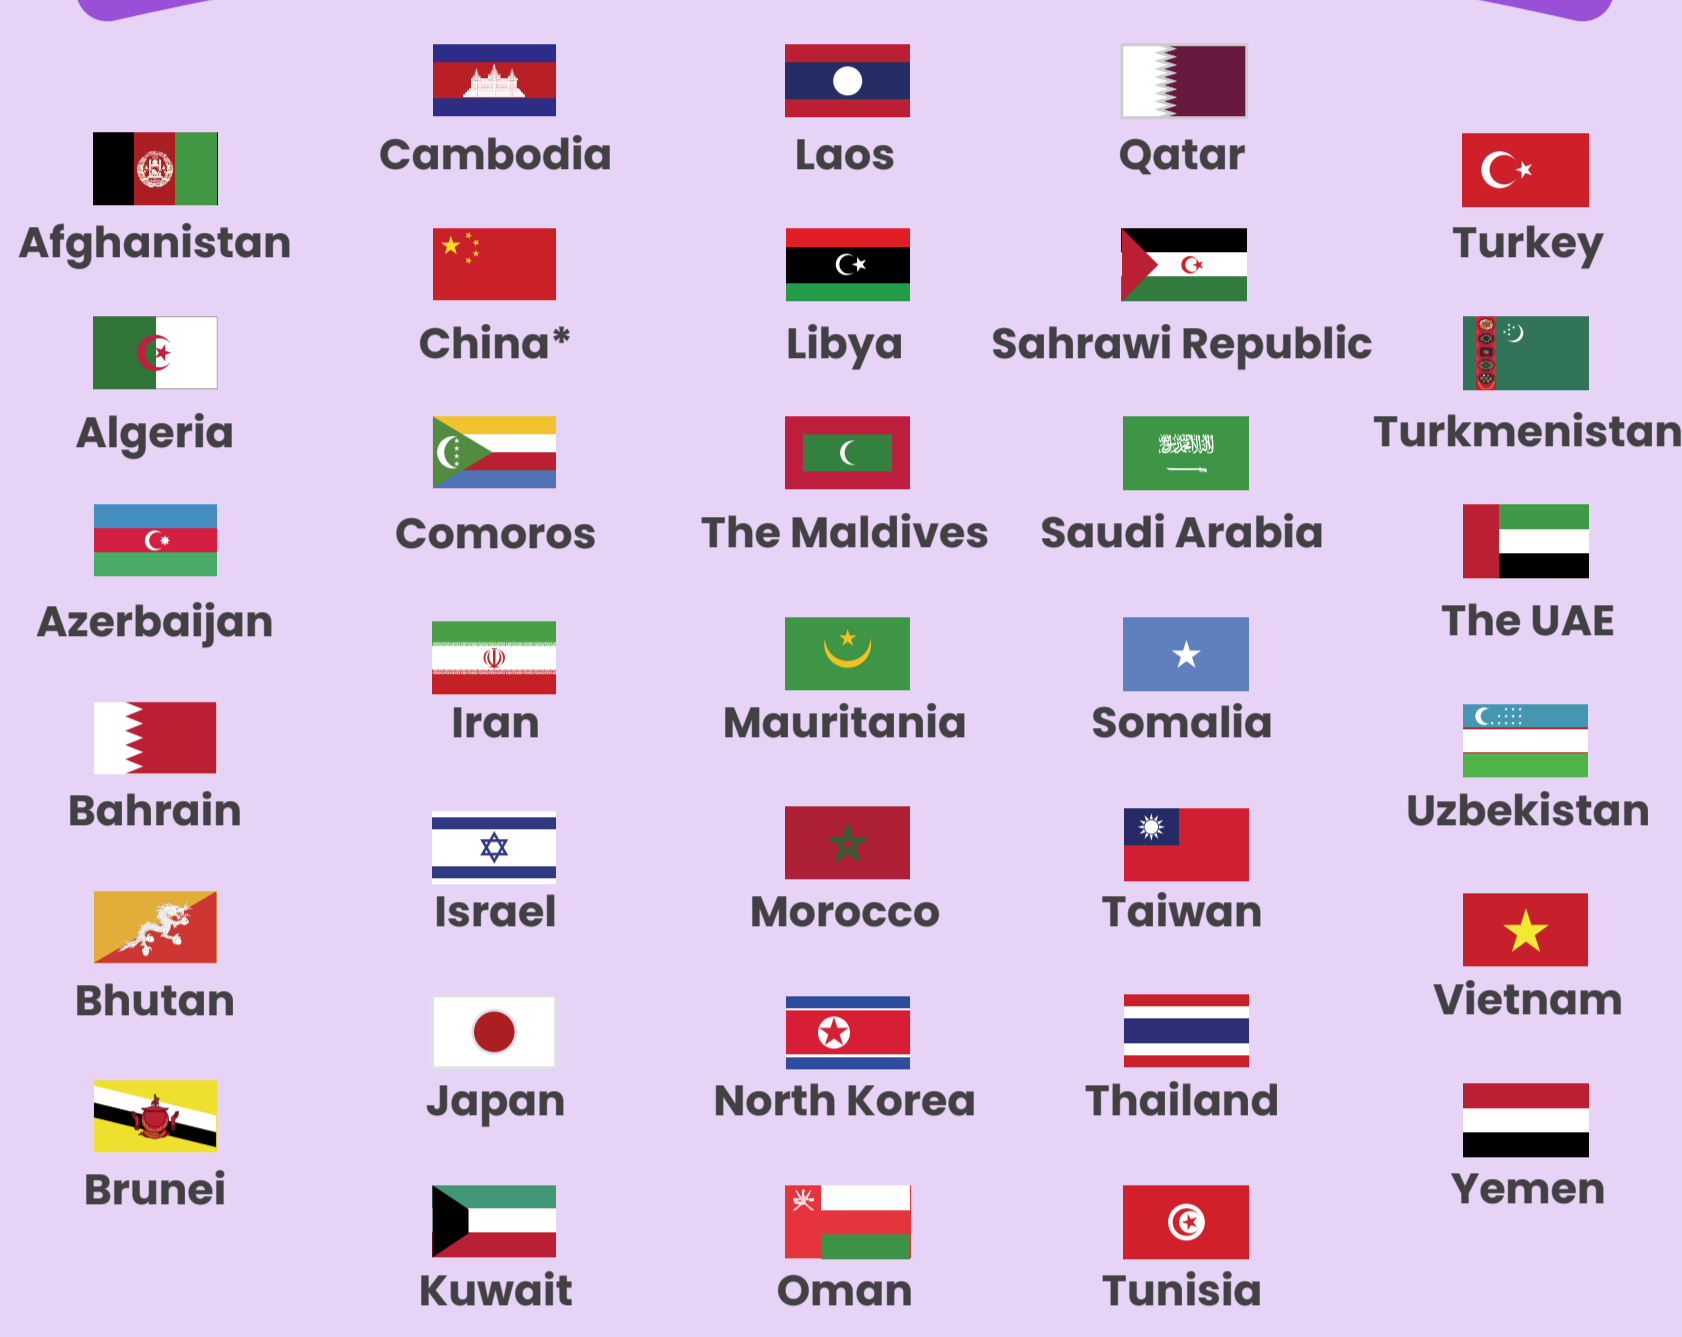 Afghanistan
Algeria
Azerbaijan
Bahrain
Bhutan
Brunei
Cambodia
China*
Comoros
Iran
Israel
Japan
Kuwait
Laos
Libya
The Maldives
Mauritania
Morocco
North Korea
Oman
Qatar
Sahrawi Republic
Saudi Arabia
Somalia
Taiwan
Thailand
Tunisia
Turkey
Turkmenistan
The UAE
Uzbekistan
Vietnam
Yemen